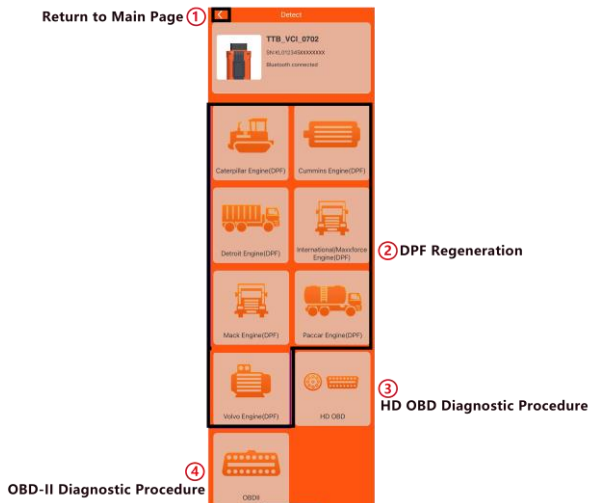 Return to Main Page ①
Detect
TTB_VCI_0702
Bluetooth connected
Caterpillar Engine(DPF)
Cummins Engine(DPF)
Detroit Engine(DPF)
International(Maxxforce
Engine(DPF)
② DPF Regeneration
Mack Engine(DPF)
Paccar Engine(DPF)
Volvo Engine(DPF)
HD OBD
③
HD OBD Diagnostic Procedure
④
OBD-II Diagnostic Procedure
OBDII